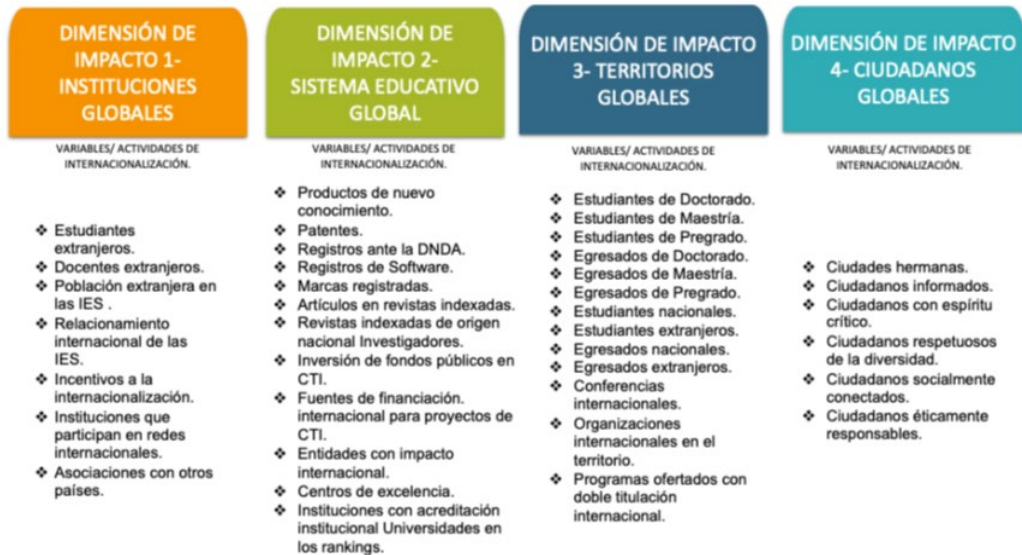 DIMENSIÓN DE
IMPACTO 1-
INSTITUCIONES
GLOBALES
VARIABLES/ ACTIVIDADES DE
INTERNACIONALIZACIÓN.
❖ Estudiantes
extranjeros.
❖ Docentes extranjeros.
❖ Población extranjera en
las IES .
❖ Relacionamiento
internacional de las
IES.
❖ Incentivos a la
internacionalización.
❖ Instituciones que
participan en redes
internacionales.
❖ Asociaciones con otros
países.
DIMENSIÓN DE
IMPACTO 2-
SISTEMA EDUCATIVO
GLOBAL
VARIABLES/ ACTIVIDADES DE
INTERNACIONALIZACIÓN.
❖ Productos de nuevo
conocimiento.
❖ Patentes.
❖ Registros ante la DNDA.
❖ Registros de Software.
❖ Marcas registradas.
❖ Artículos en revistas indexadas.
❖ Revistas indexadas de origen
nacional Investigadores.
❖ Inversión de fondos públicos en
CTI.
❖ Fuentes de financiación.
internacional para proyectos de
CTI.
❖ Entidades con impacto
internacional.
❖ Centros de excelencia.
❖ Instituciones con acreditación
institucional Universidades en
los rankings.
DIMENSIÓN DE IMPACTO
3- TERRITORIOS
GLOBALES
VARIABLES/ ACTIVIDADES DE
INTERNACIONALIZACIÓN.
❖ Estudiantes de Doctorado.
❖ Estudiantes de Maestría.
❖ Estudiantes de Pregrado.
❖ Egresados de Doctorado.
❖ Egresados de Maestría.
❖ Egresados de Pregrado.
❖ Estudiantes nacionales.
❖ Estudiantes extranjeros.
❖ Egresados nacionales.
❖ Egresados extranjeros.
❖ Conferencias
internacionales.
❖ Organizaciones
internacionales en el
territorio.
❖ Programas ofertados con
doble titulación
internacional.
DIMENSIÓN DE IMPACTO
4- CIUDADANOS
GLOBALES
VARIABLES/ ACTIVIDADES DE
INTERNACIONALIZACIÓN.
❖ Ciudades hermanas.
❖ Ciudadanos informados.
❖ Ciudadanos con espíritu
crítico.
❖ Ciudadanos respetuosos
de la diversidad.
❖ Ciudadanos socialmente
conectados.
❖ Ciudadanos éticamente
responsables.